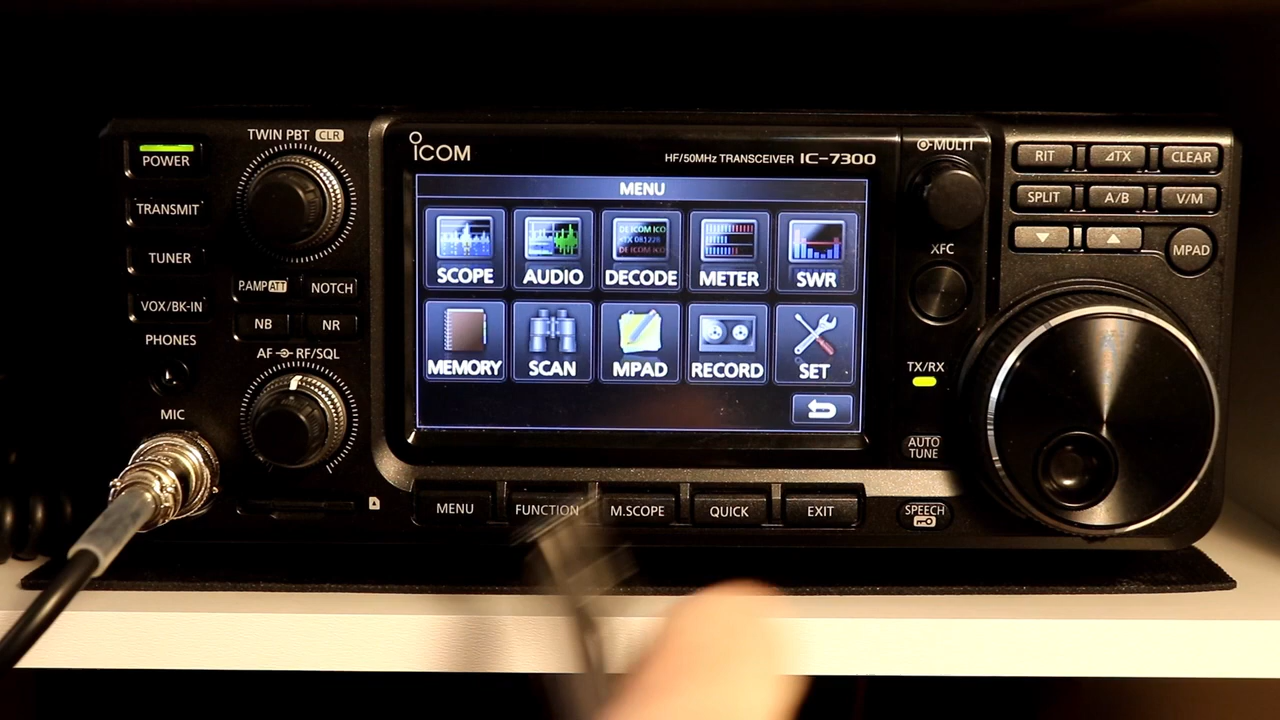 TWIN PBT CLR
POWER
TRANSMIT
TUNER
VOX/BK-IN
PHONES
MIC
P.AMP ATT
NOTCH
NB
NR
AF RF/SQL
ICOM
HF/50MHz TRANSCEIVER IC-7300
MENU
SCOPE
AUDIO
DECODE
METER
SWR
MEMORY
SCAN
MPAD
RECORD
SET
MENU
FUNCTION
M.SCOPE
QUICK
EXIT
MULTI
XFC
TX/RX
AUTO
TUNE
SPEECH
RIT
ΔTX
CLEAR
SPLIT
A/B
V/M
MPAD